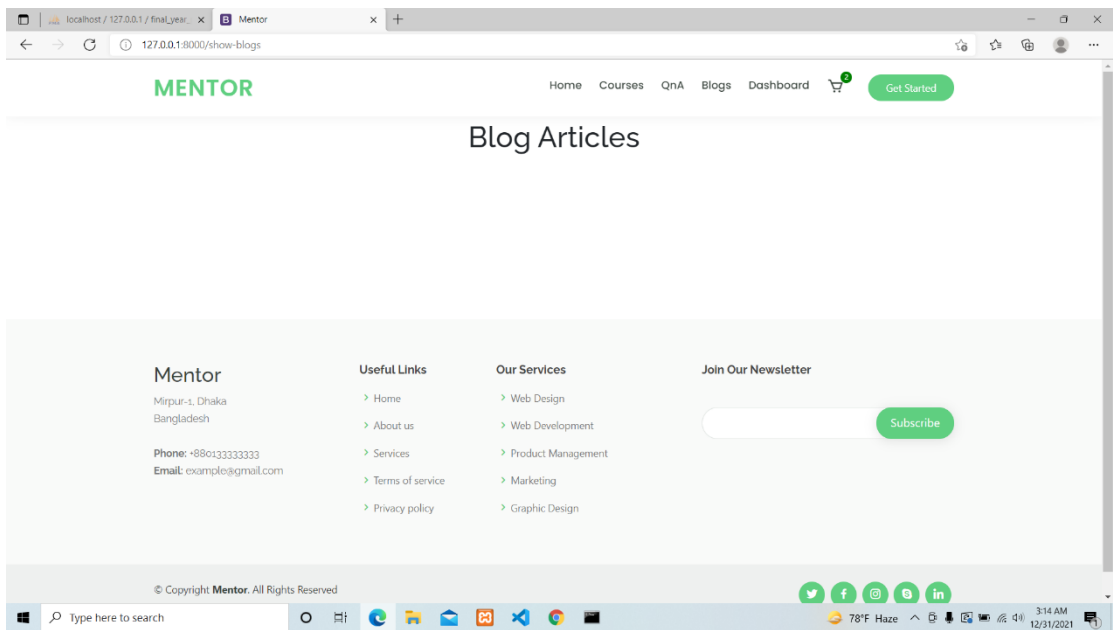 localhost / 127.0.0.1 / final_year_
Mentor
127.0.0.1:8000/show-blogs
MENTOR
Home Courses QnA Blogs Dashboard 2 Get Started
Blog Articles
Mentor
Mirpur-1, Dhaka
Bangladesh
Phone: +880133333333
Email: example@gmail.com
Useful Links
Home
About us
Services
Terms of service
Privacy policy
Our Services
Web Design
Web Development
Product Management
Marketing
Graphic Design
Join Our Newsletter
Subscribe
© Copyright Mentor. All Rights Reserved
Type here to search
78°F Haze
3:14 AM
12/31/2021